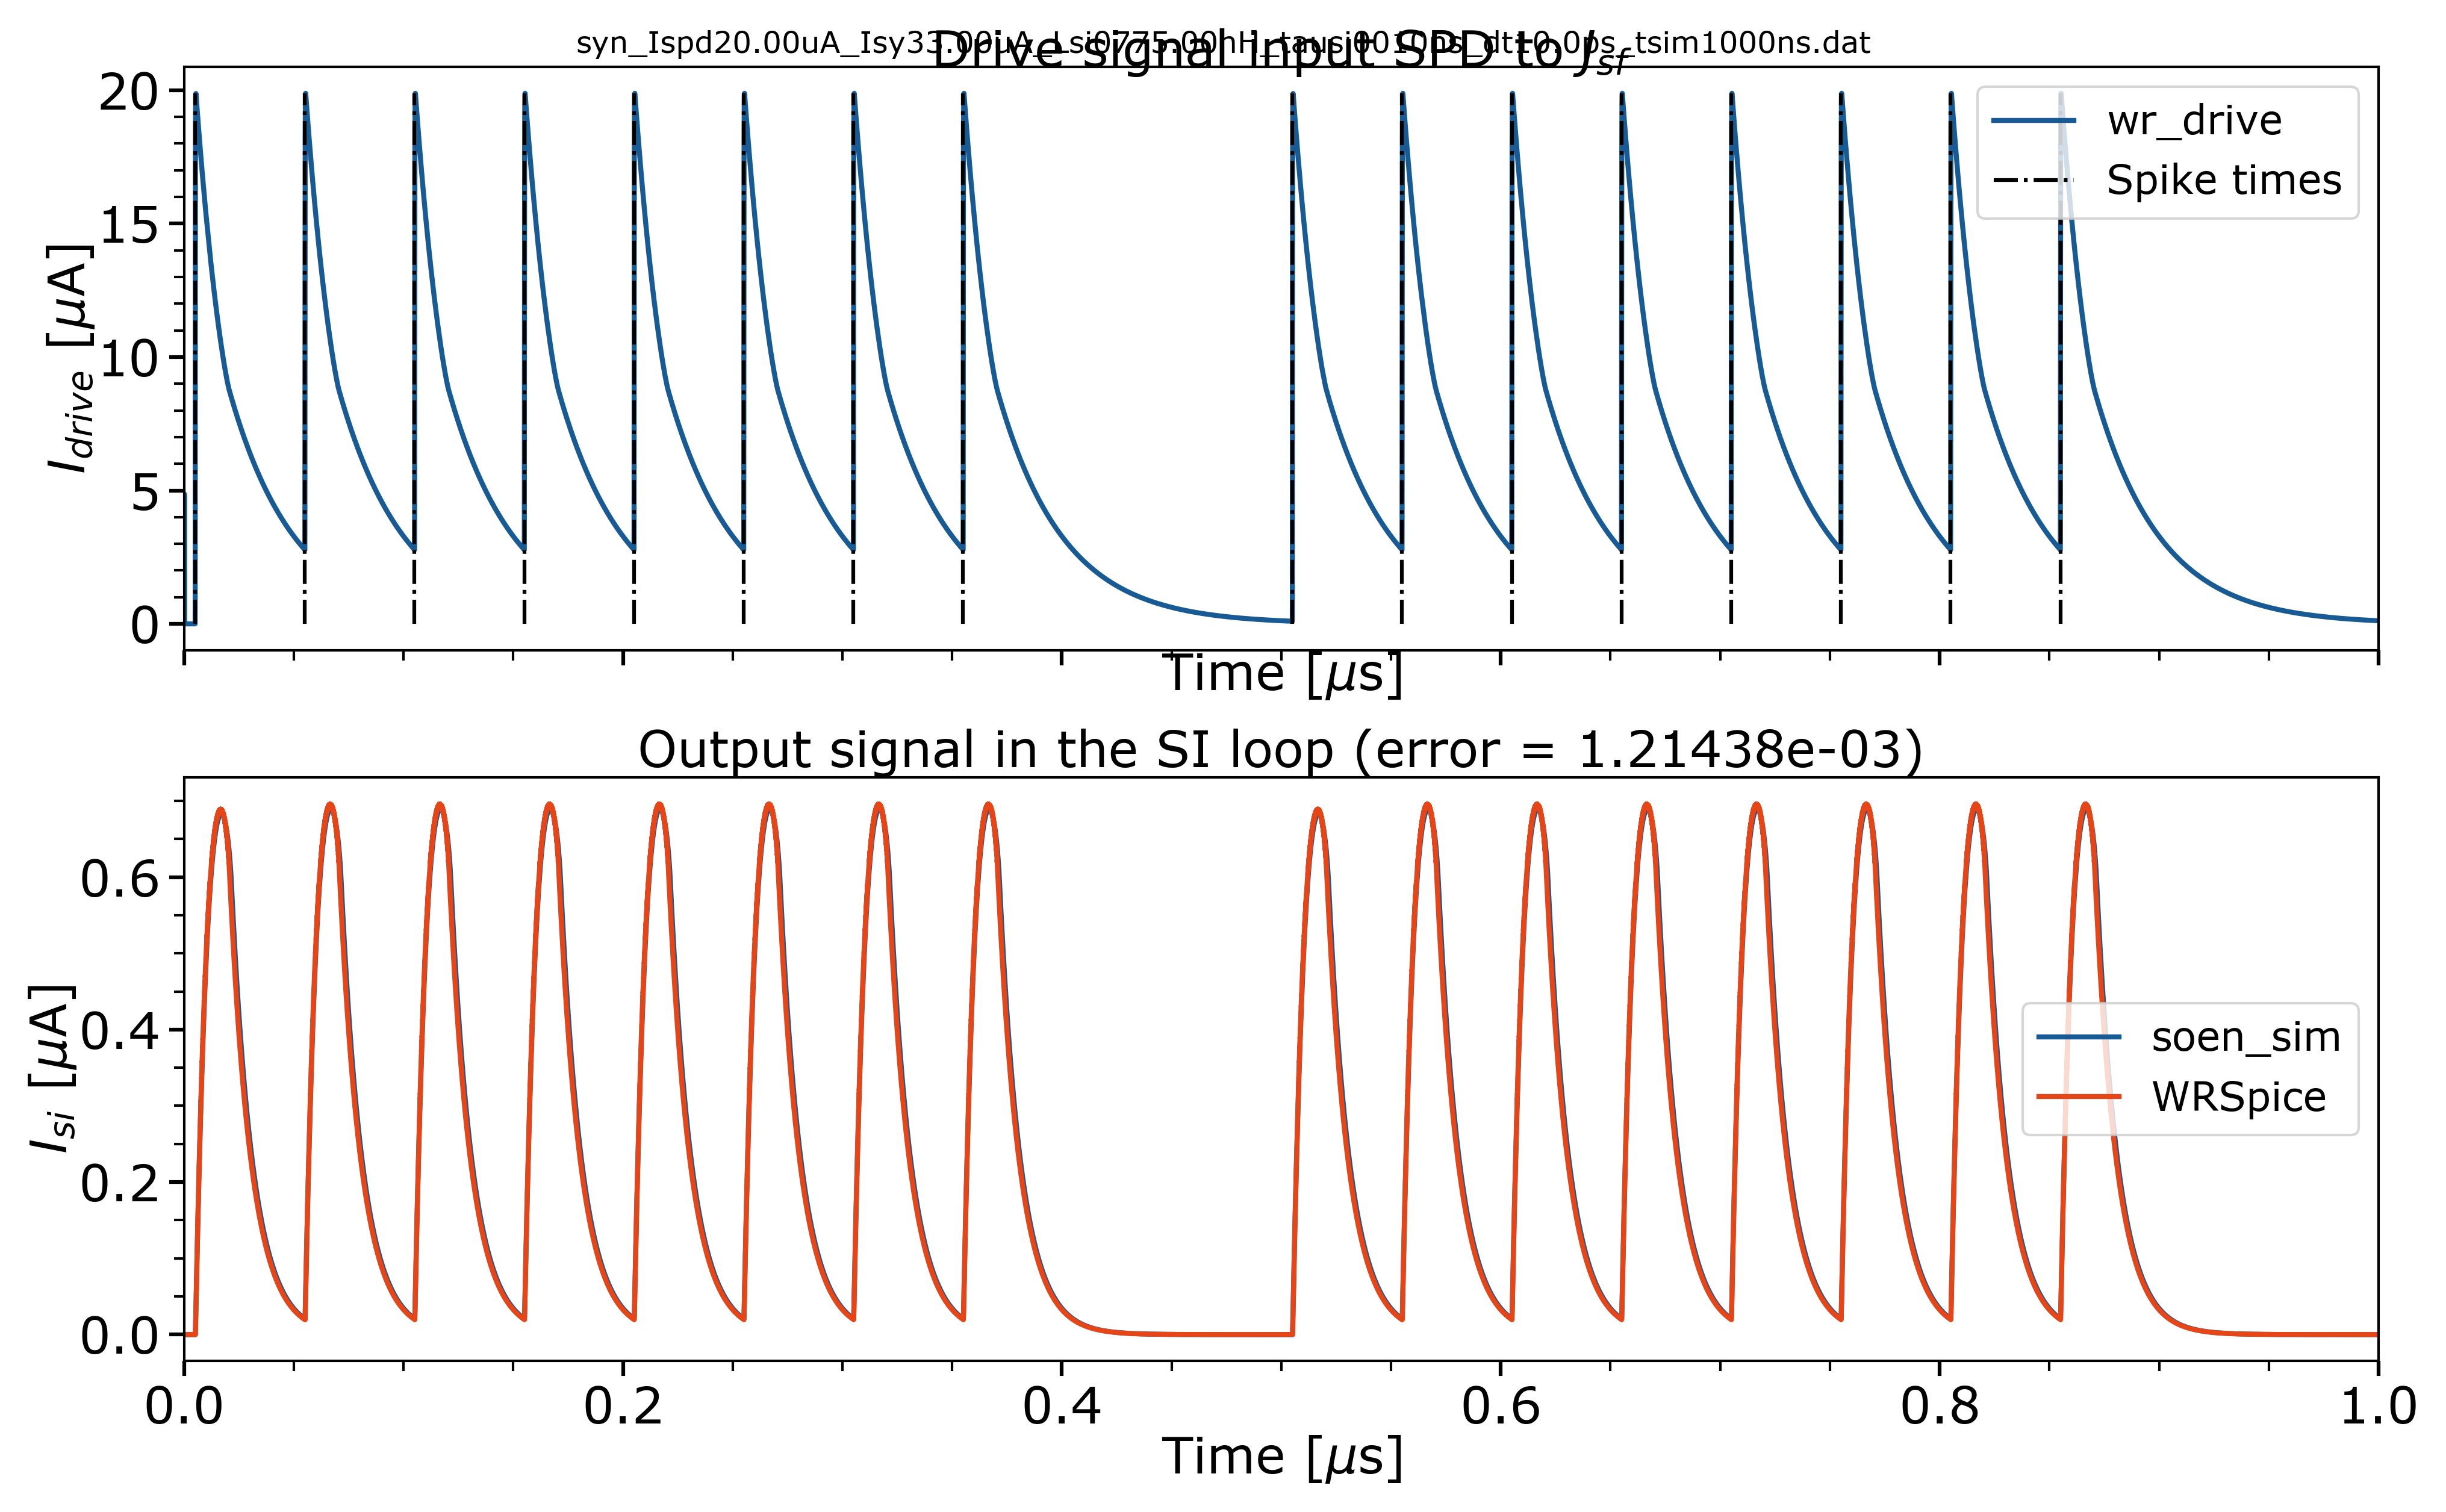 syn_Ispd20.00uA_Isy33.00uA_Lsi0775.00nH_tausi0010ns_dt10.0ps_tsim1000ns.dat
Drive signal input SPD to Jsf
20
15
10
5
0
Idrive [μA]
wr_drive
Spike times
Time [μs]
Output signal in the SI loop (error = 1.21438e-03)
0.6
0.4
0.2
0.0
Isi [μA]
soen_sim
WRSpice
0.0 0.2 0.4 0.6 0.8 1.0
Time [μs]